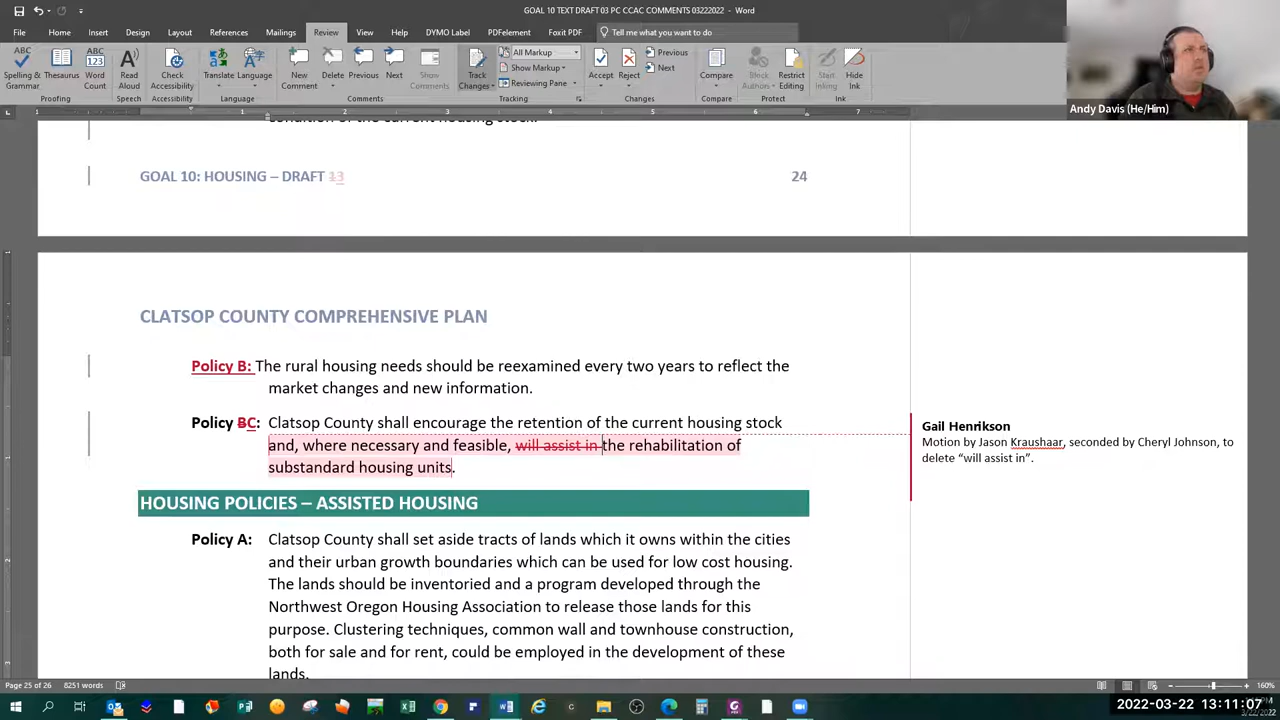 GOAL 10 TEXT DRAFT 03 PC CCAC COMMENTS 03222022 - Word
File Home Insert Design Layout References Mailings Review View Help DYMO Label PDFelement Foxit PDF Tell me what you want to do
Spelling & Grammar
Thesaurus
Word Count
Proofing
Read Aloud
Speech
Check Accessibility
Accessibility
Translate
Language
Language
New Comment
Delete
Previous
Next
Show Comments
Comments
Track Changes
All Markup
Show Markup
Reviewing Pane
Tracking
Accept
Reject
Previous
Next
Changes
Compare
Compare
Block Authors
Restrict Editing
Protect
Start Inking
Hide Ink
Ink
Andy Davis (He/Him)
condition of the current housing stock.
GOAL 10: HOUSING – DRAFT 13 24
CLATSOP COUNTY COMPREHENSIVE PLAN
Policy B: The rural housing needs should be reexamined every two years to reflect the
market changes and new information.
Policy BC: Clatsop County shall encourage the retention of the current housing stock
and, where necessary and feasible, will assist in the rehabilitation of
substandard housing units.
Gail Henrikson
Motion by Jason Kraushaar, seconded by Cheryl Johnson, to
delete “will assist in”.
HOUSING POLICIES – ASSISTED HOUSING
Policy A: Clatsop County shall set aside tracts of lands which it owns within the cities
and their urban growth boundaries which can be used for low cost housing.
The lands should be inventoried and a program developed through the
Northwest Oregon Housing Association to release those lands for this
purpose. Clustering techniques, common wall and townhouse construction,
both for sale and for rent, could be employed in the development of these
lands.
Page 25 of 26 8251 words 160%
2022-03-22 13:11:07